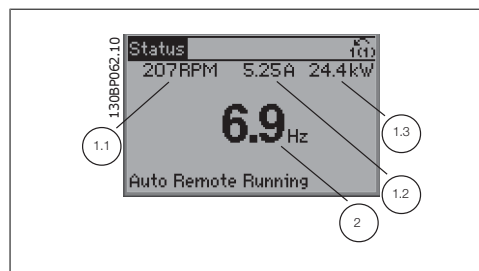 130BP062.10
Status 1(1)
207RPM 5.25A 24.4kW
6.9Hz
Auto Remote Running
1.1
1.2
1.3
2